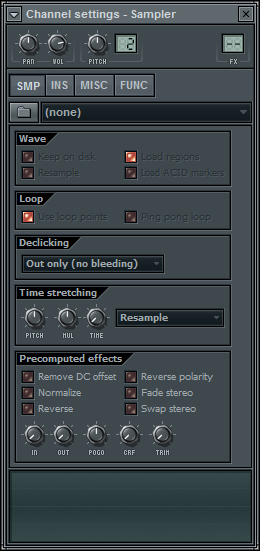 Channel settings - Sampler
PAN VOL PITCH 2 -- FX
SMP INS MISC FUNC
(none)
Wave
Keep on disk Load regions
Resample Load ACID markers
Loop
Use loop points Ping pong loop
Declicking
Out only (no bleeding)
Time stretching
PITCH MUL TIME Resample
Precomputed effects
Remove DC offset Reverse polarity
Normalize Fade stereo
Reverse Swap stereo
IN OUT POGO CRF TRIM